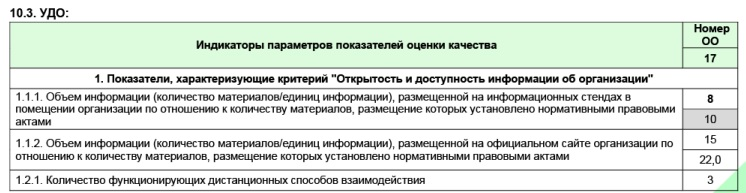 10.3. УДО:
Индикаторы параметров показателей оценки качества
Номер
ОО
17
1. Показатели, характеризующие критерий "Открытость и доступность информации об организации"
1.1.1. Объем информации (количество материалов/единиц информации), размещенной на информационных стендах в
помещении организации по отношению к количеству материалов, размещение которых установлено нормативными правовыми
актами
8
10
1.1.2. Объем информации (количество материалов/единиц информации), размещенной на официальном сайте организации по
отношению к количеству материалов, размещение которых установлено нормативными правовыми актами
15
22,0
1.2.1. Количество функционирующих дистанционных способов взаимодействия
3